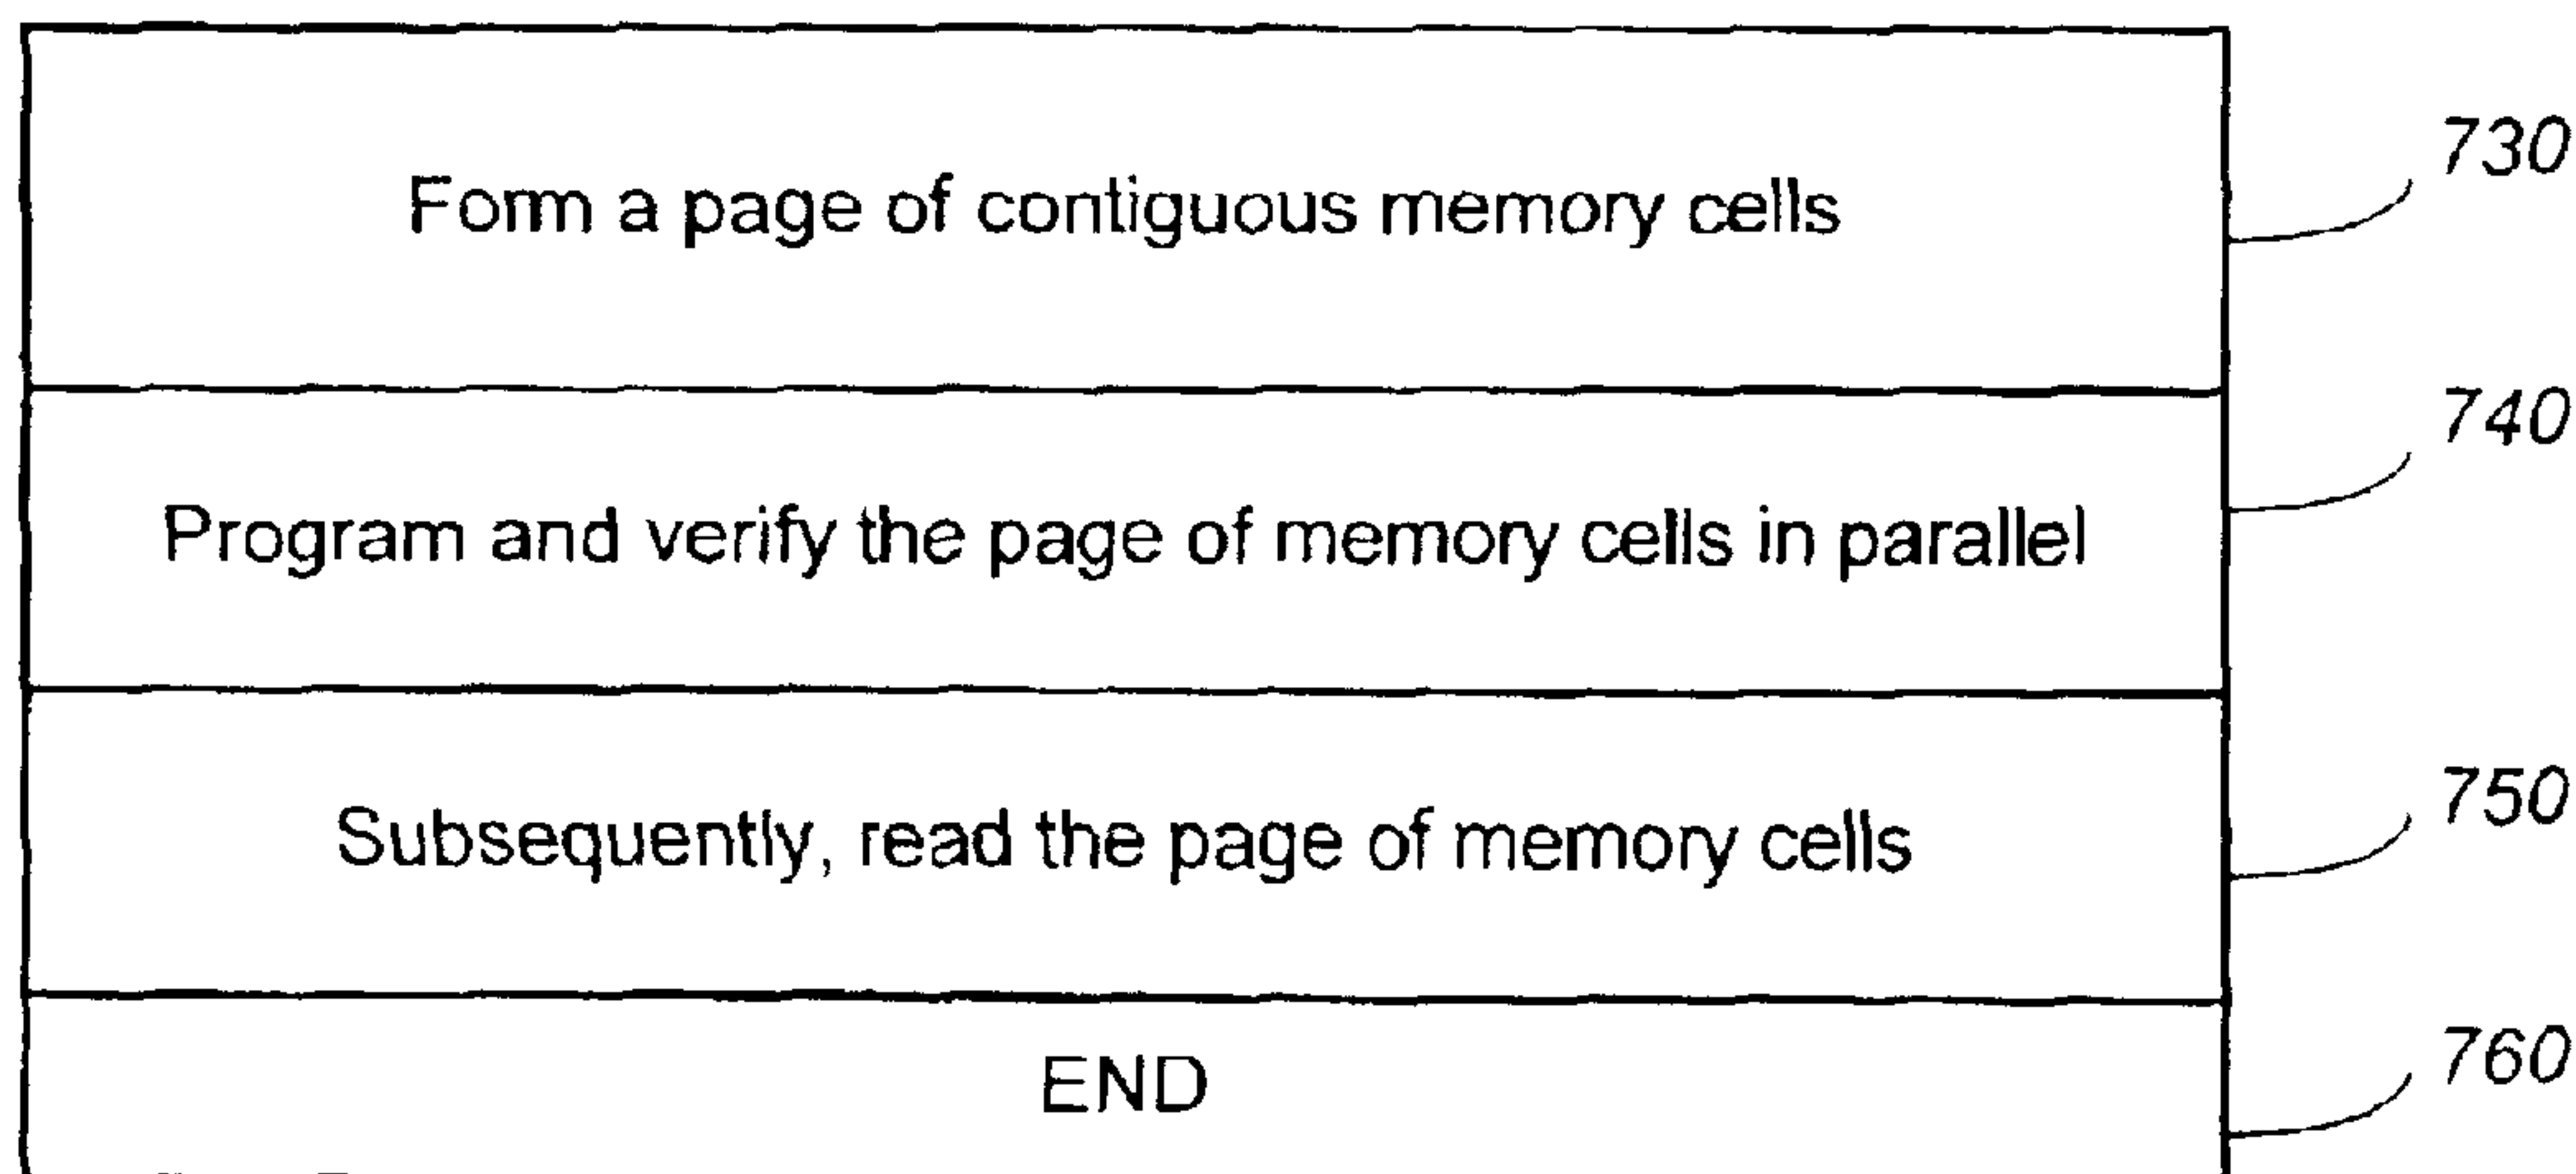 Form a page of contiguous memory cells
730
Program and verify the page of memory cells in parallel
740
Subsequently, read the page of memory cells
750
END
760